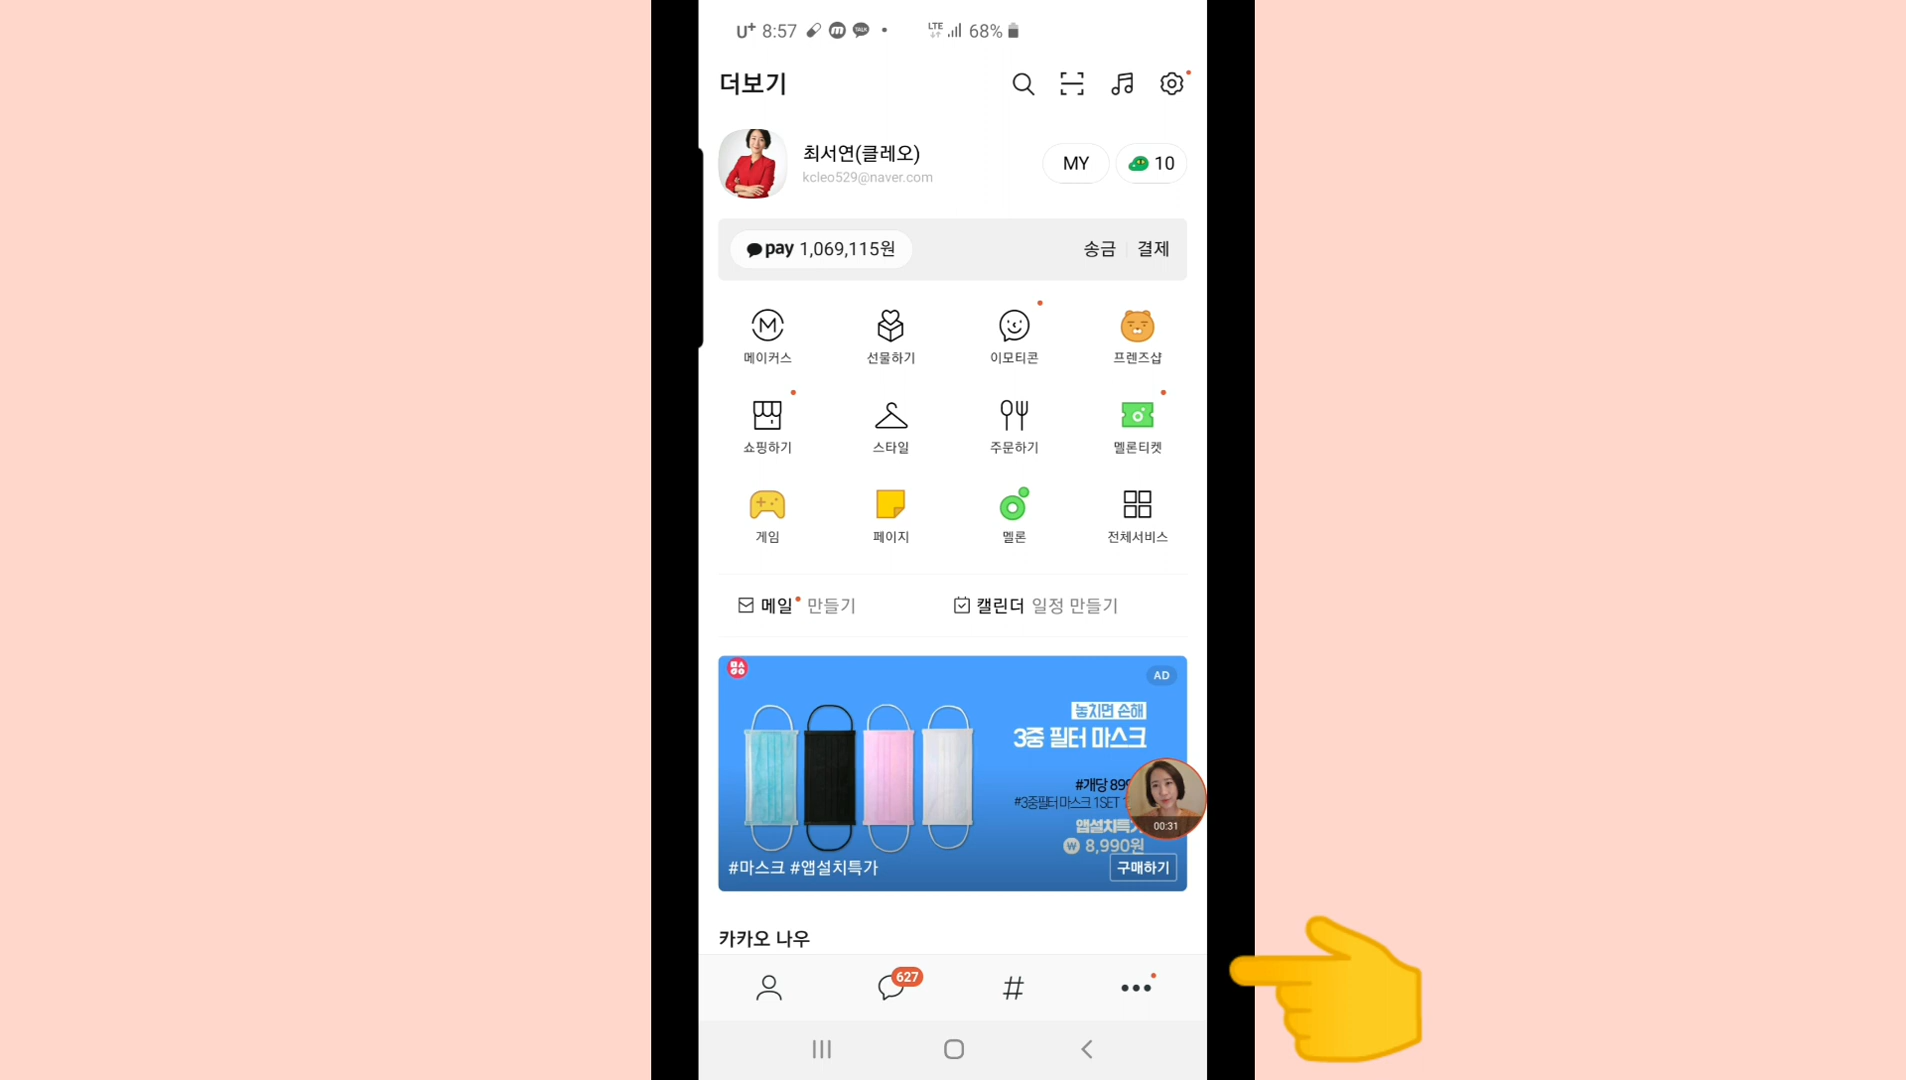 U⁺ 8:57 TALK • LTE 68%
더보기
최서연(클레오)
kcleo529@naver.com
MY
10
pay 1,069,115원
송금 결제
메이커스 선물하기 이모티콘 프렌즈샵
쇼핑하기 스타일 주문하기 멜론티켓
게임 페이지 멜론 전체서비스
메일 만들기 캘린더 일정 만들기
AD
놓치면 손해
3중 필터 마스크
#개당 899
#3중필터 마스크 1SET
앱설치특가
₩ 8,990원
#마스크 #앱설치특가
구매하기
00:31
카카오 나우
627
#